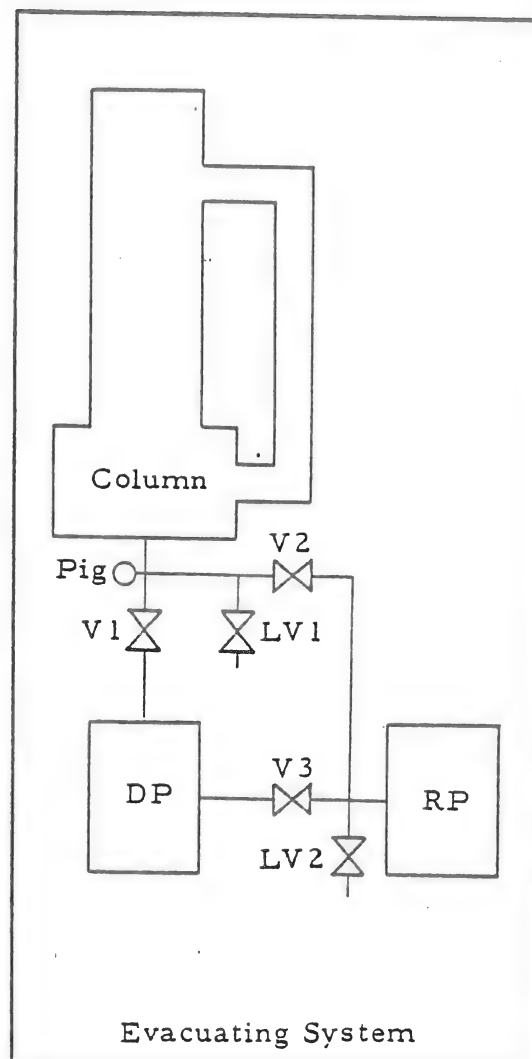 Column
V2
Pig
V1
LV1
V3
DP
RP
LV2
Evacuating System